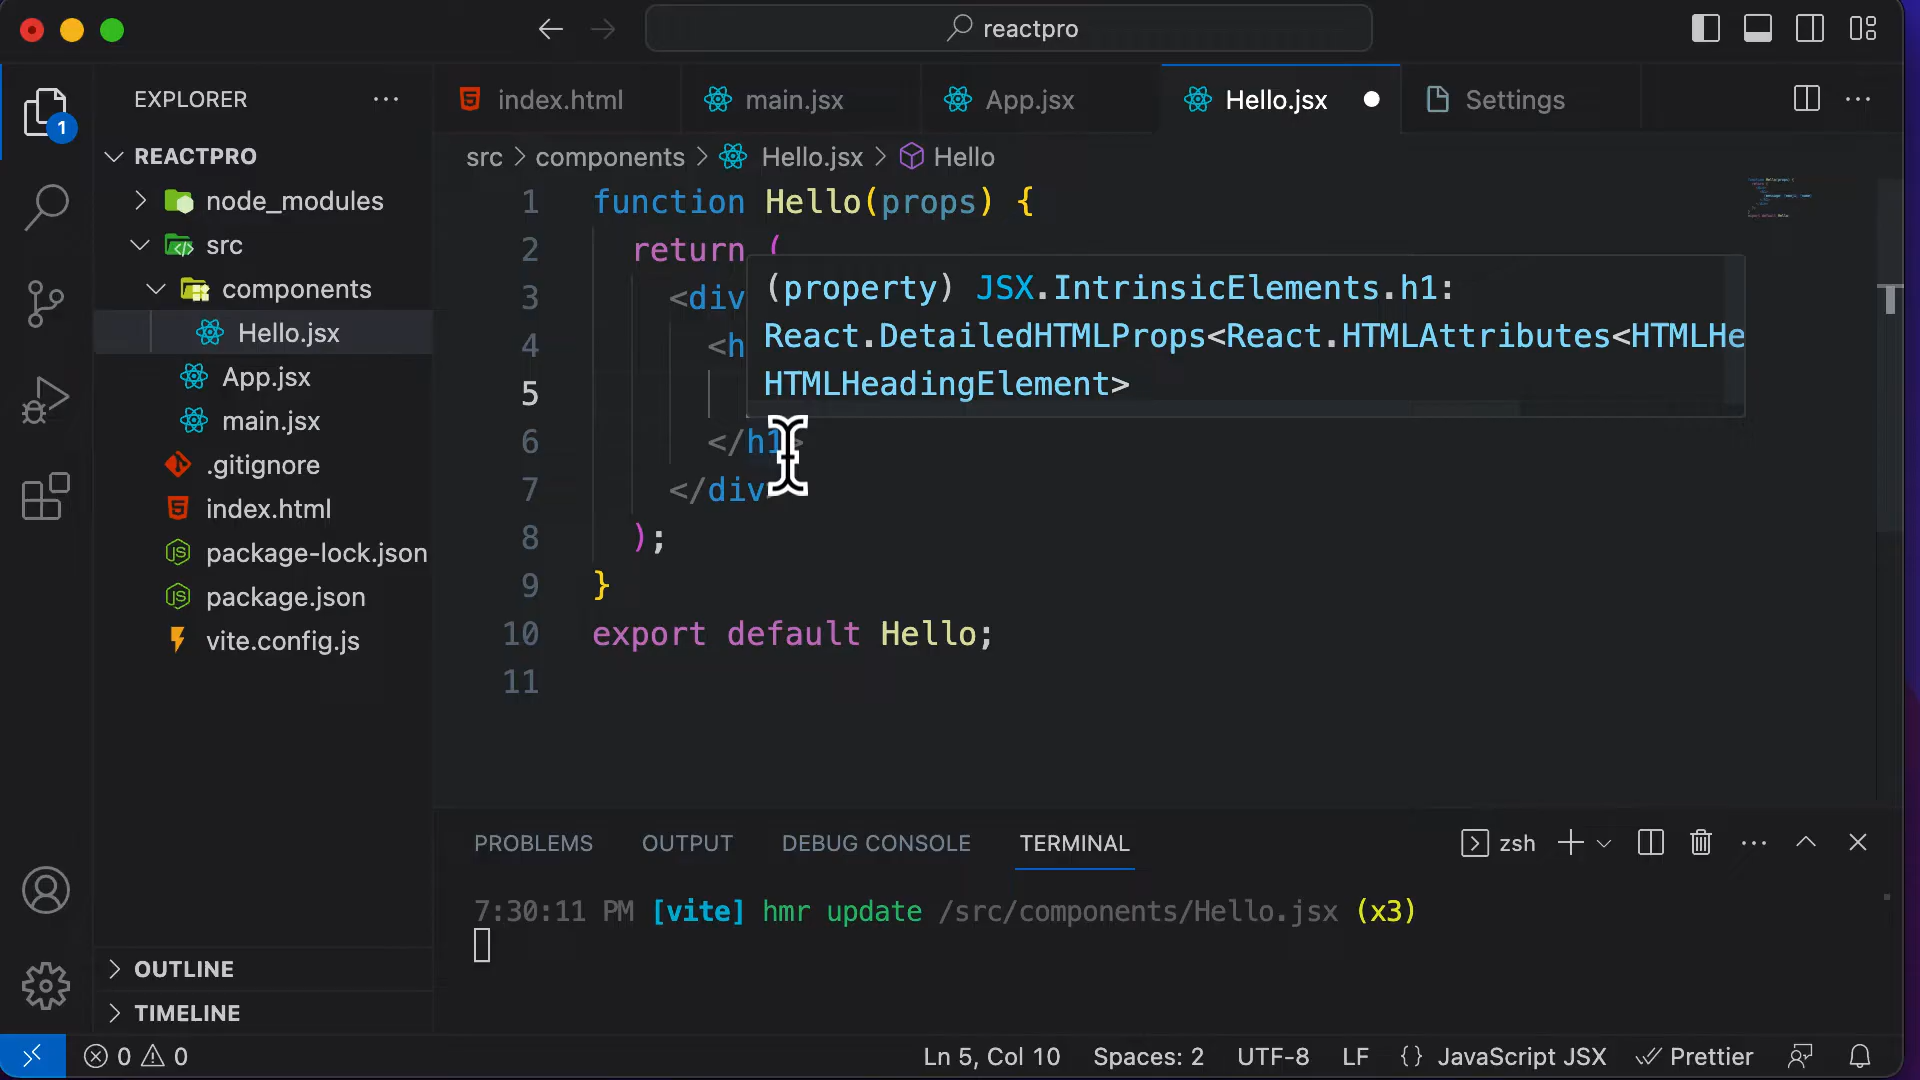 reactpro
EXPLORER ···
REACTPRO
node_modules
src
components
Hello.jsx
App.jsx
main.jsx
.gitignore
index.html
package-lock.json
package.json
vite.config.js
OUTLINE
TIMELINE
1
index.html
main.jsx
App.jsx
Hello.jsx
Settings
src > components > Hello.jsx > Hello
1 function Hello(props) {
2 return (
3 <div
4 <h
5
6 </h1>
7 </div
8 );
9 }
10 export default Hello;
11
(property) JSX.IntrinsicElements.h1:
React.DetailedHTMLProps<React.HTMLAttributes<HTMLHe
HTMLHeadingElement>
PROBLEMS OUTPUT DEBUG CONSOLE TERMINAL
zsh
7:30:11 PM [vite] hmr update /src/components/Hello.jsx (x3)
0 0
Ln 5, Col 10 Spaces: 2 UTF-8 LF {} JavaScript JSX Prettier